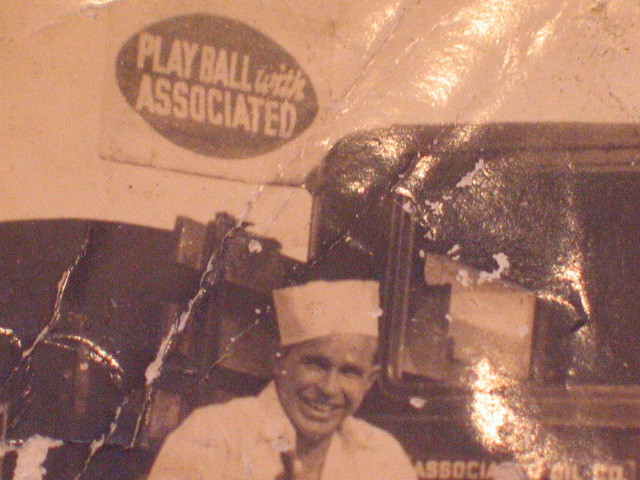 PLAY BALL with
ASSOCIATED
ASSOCIATED OIL CO.